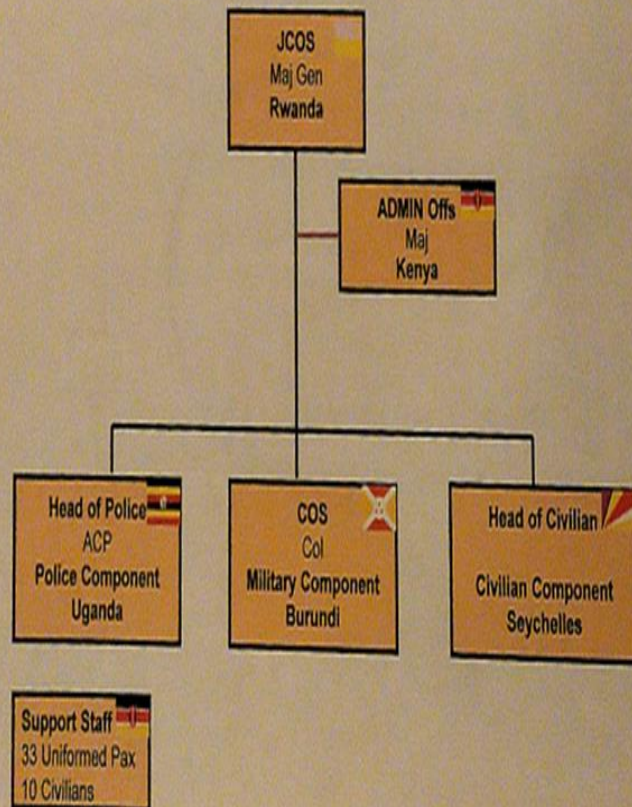 JCOS
Maj Gen
Rwanda
ADMIN Offs
Maj
Kenya
Head of Police
ACP
Police Component
Uganda
COS
Col
Military Component
Burundi
Head of Civilian
Civilian Component
Seychelles
Support Staff
33 Uniformed Pax
10 Civilians